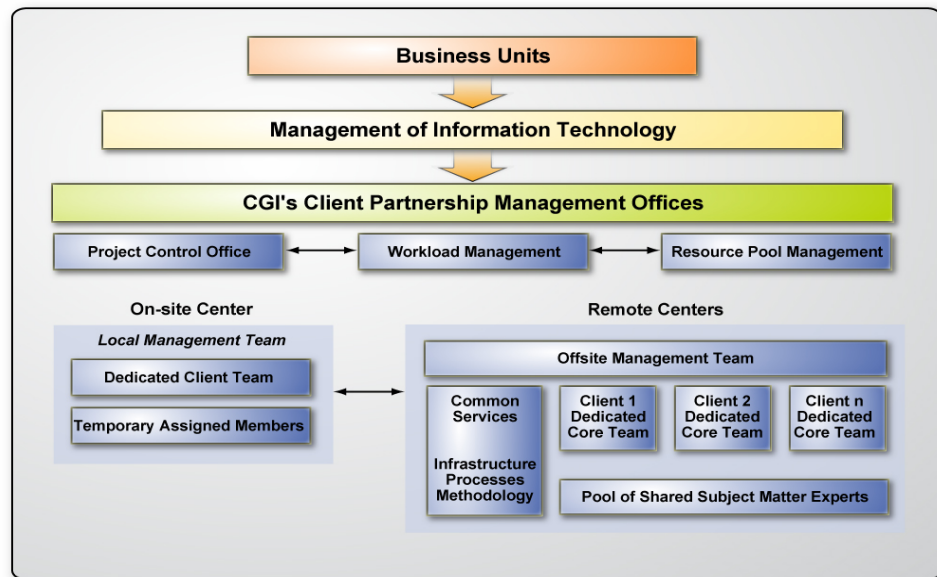 Business Units
Management of Information Technology
CGI's Client Partnership Management Offices
Project Control Office
Workload Management
Resource Pool Management
On-site Center
Local Management Team
Dedicated Client Team
Temporary Assigned Members
Remote Centers
Offsite Management Team
Common
Services
Infrastructure
Processes
Methodology
Client 1
Dedicated
Core Team
Client 2
Dedicated
Core Team
Client n
Dedicated
Core Team
Pool of Shared Subject Matter Experts